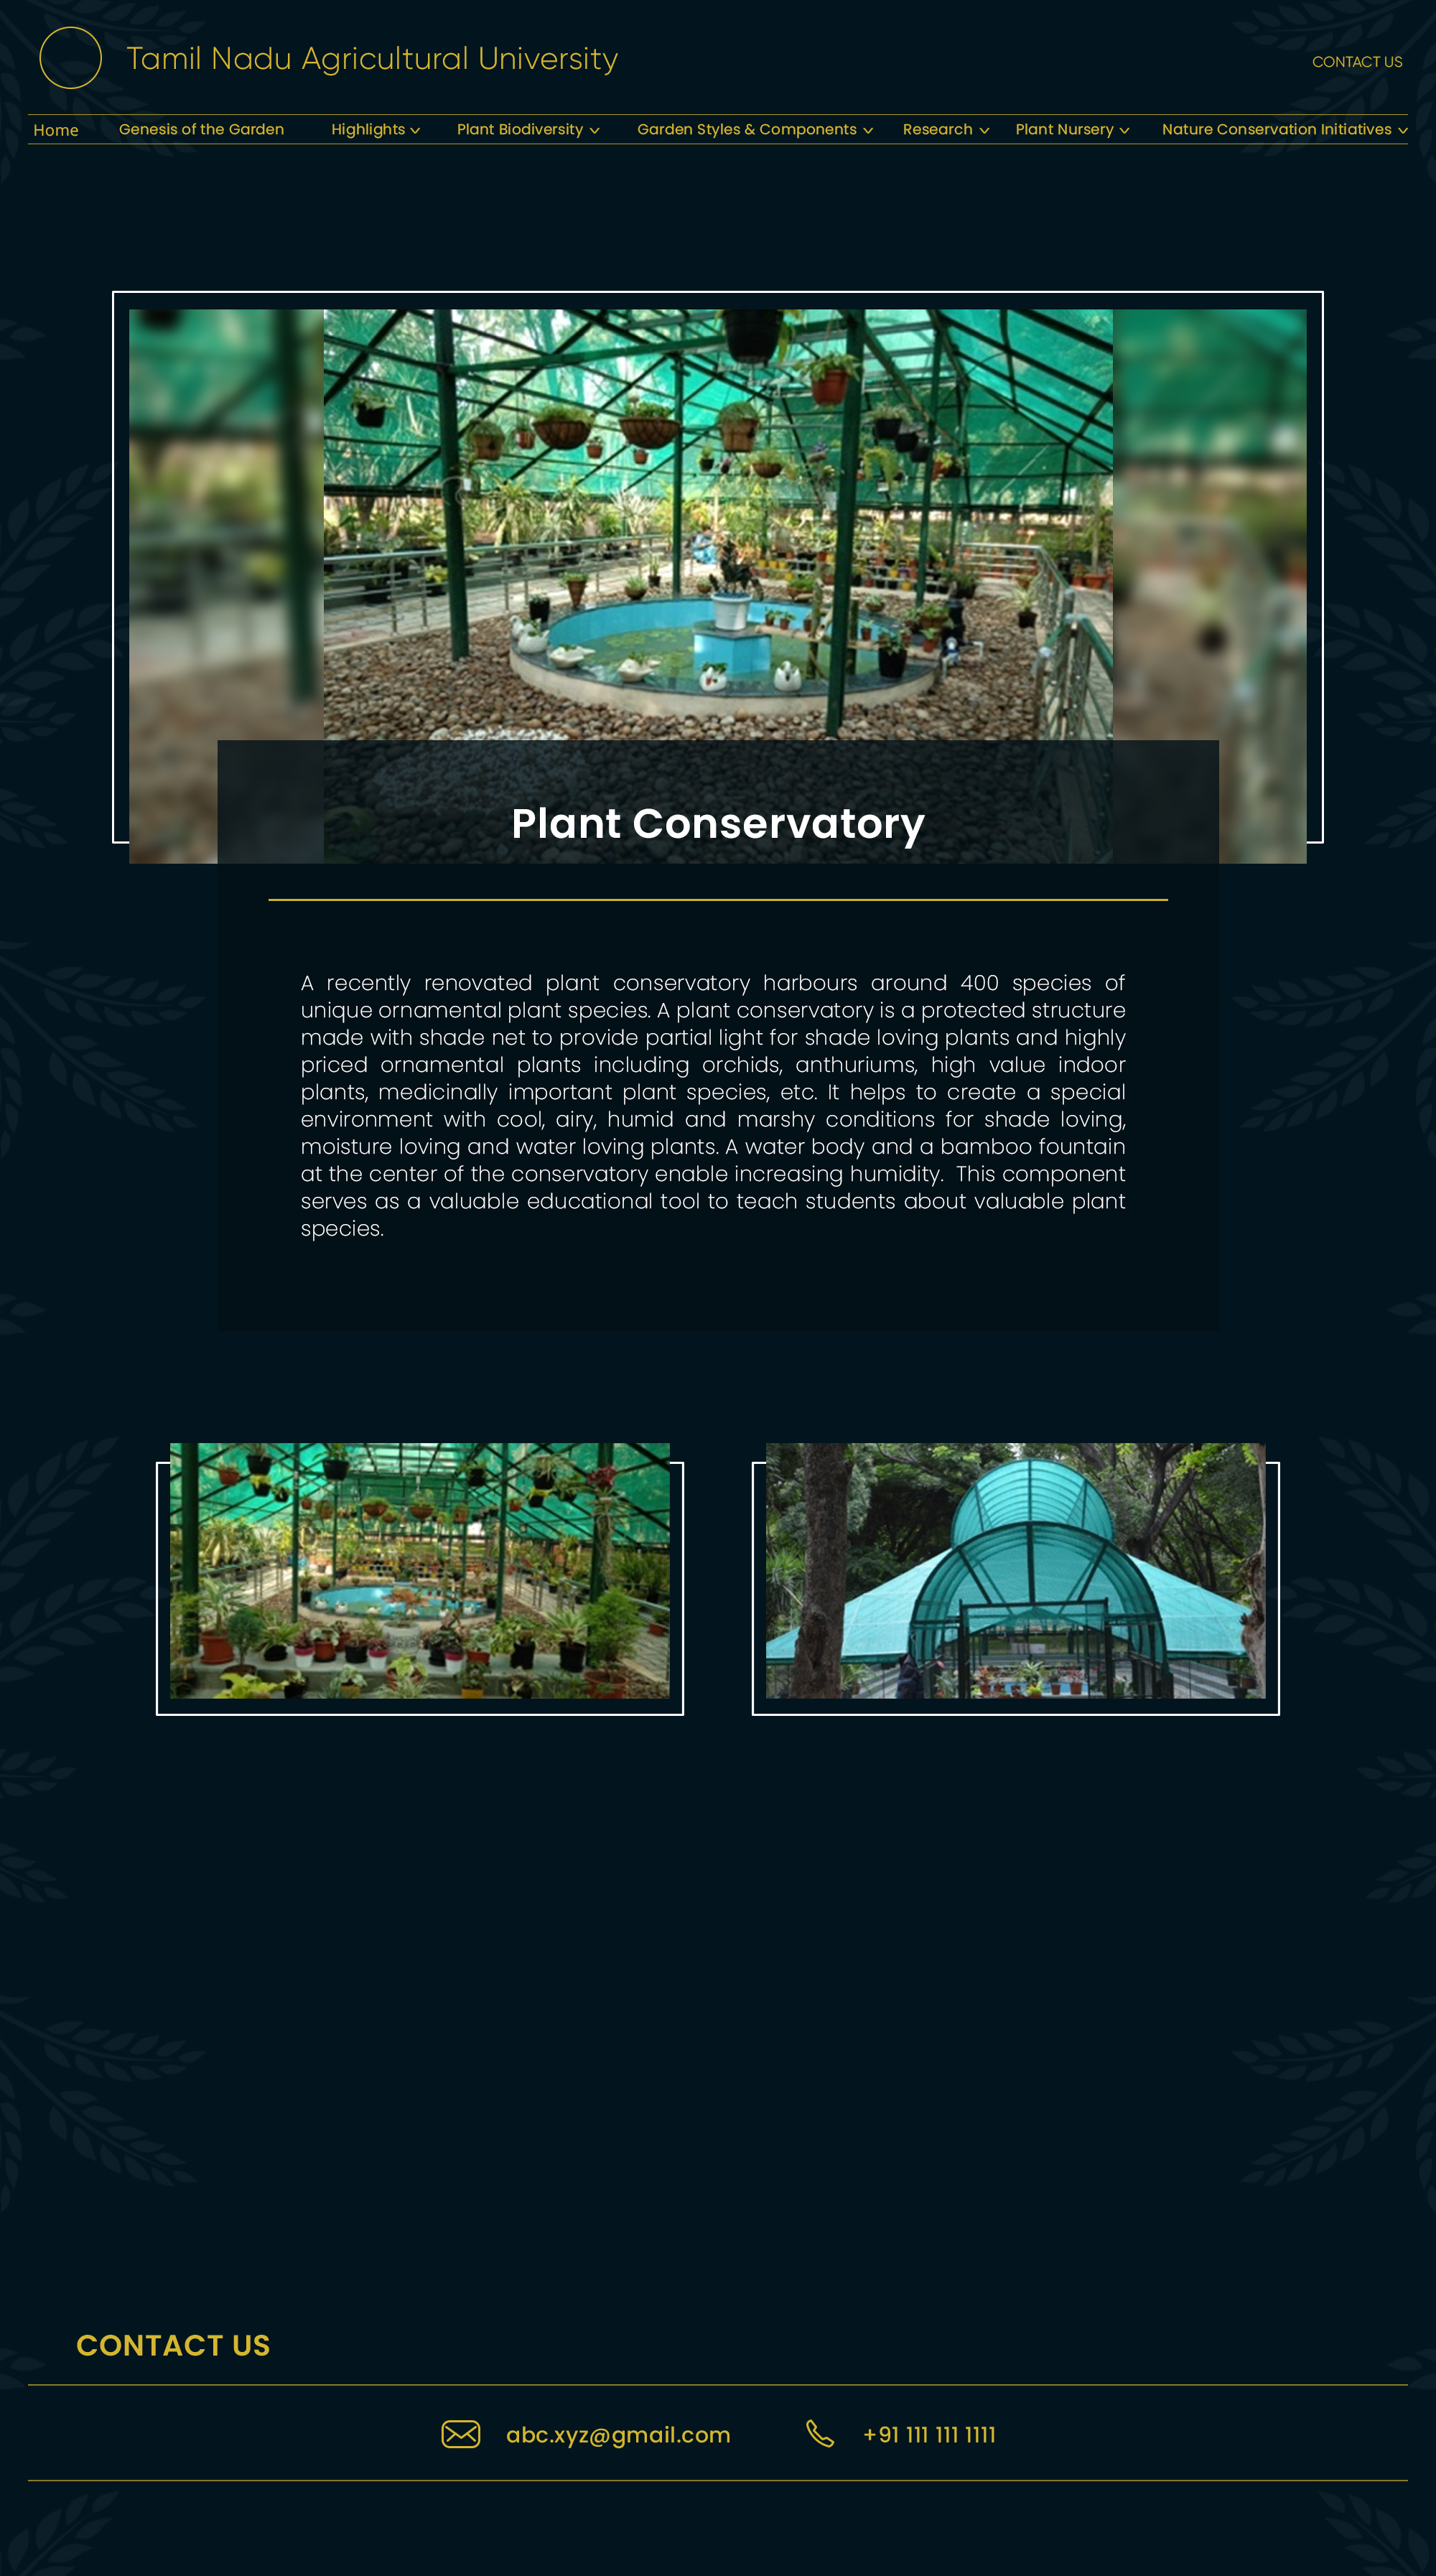 Tamil Nadu Agricultural University
CONTACT US
Home Genesis of the Garden Highlights Plant Biodiversity Garden Styles & Components Research Plant Nursery Nature Conservation Initiatives
Plant Conservatory
A recently renovated plant conservatory harbours around 400 species of
unique ornamental plant species. A plant conservatory is a protected structure
made with shade net to provide partial light for shade loving plants and highly
priced ornamental plants including orchids, anthuriums, high value indoor
plants, medicinally important plant species, etc. It helps to create a special
environment with cool, airy, humid and marshy conditions for shade loving,
moisture loving and water loving plants. A water body and a bamboo fountain
at the center of the conservatory enable increasing humidity. This component
serves as a valuable educational tool to teach students about valuable plant
species.
CONTACT US
abc.xyz@gmail.com +91 111 111 1111